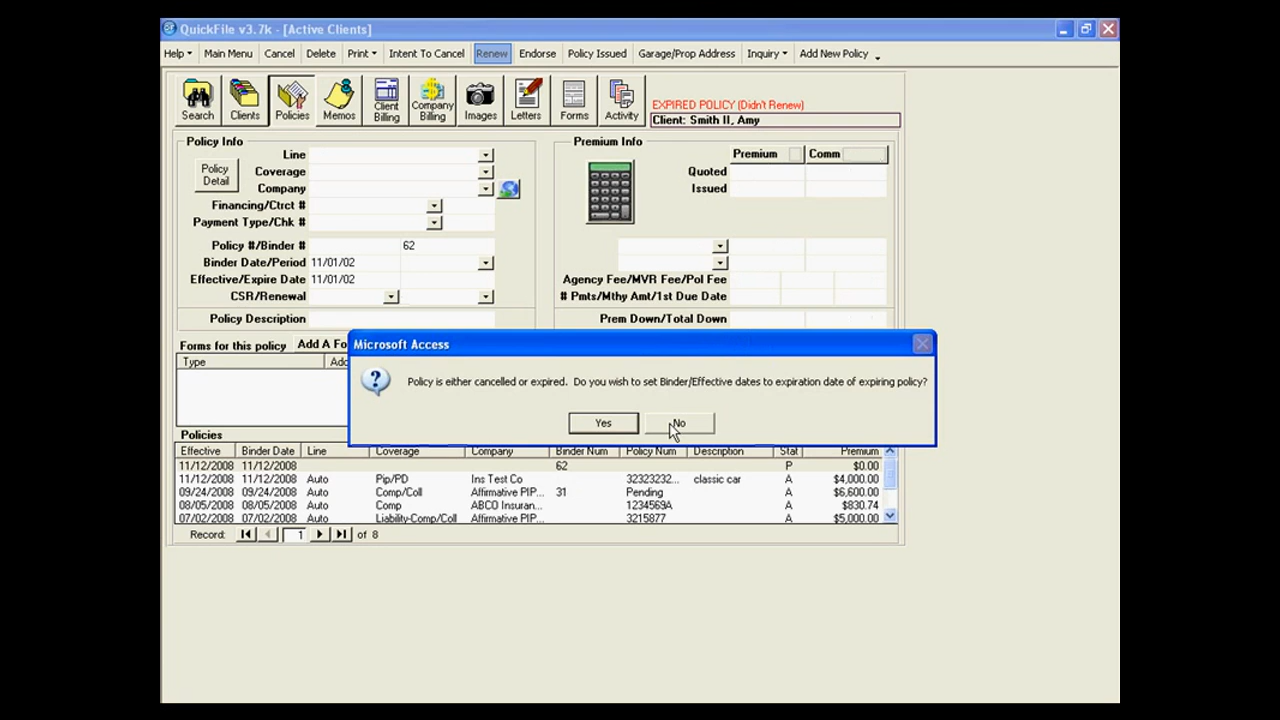 QuickFile v3.7k - [Active Clients]
Help Main Menu Cancel Delete Print Intent To Cancel Renew Endorse Policy Issued Garage/Prop Address Inquiry Add New Policy
Search Clients Policies Memos Client Billing Company Billing Images Letters Forms Activity
EXPIRED POLICY (Didn't Renew)
Client: Smith II, Amy
Policy Info
Policy Detail
Line
Coverage
Company
Financing/Ctrct #
Payment Type/Chk #
Policy #/Binder # 62
Binder Date/Period 11/01/02
Effective/Expire Date 11/01/02
CSR/Renewal
Policy Description
Premium Info
Premium Comm
Quoted
Issued
Agency Fee/MVR Fee/Pol Fee
# Pmts/Mthy Amt/1st Due Date
Prem Down/Total Down
Forms for this policy Add A Fo
Type Ad
Microsoft Access
Policy is either cancelled or expired. Do you wish to set Binder/Effective dates to expiration date of expiring policy?
Yes No
Policies
Effective Binder Date Line Coverage Company Binder Num Policy Num Description Stat Premium
11/12/2008 11/12/2008 62 P $0.00
11/12/2008 11/12/2008 Auto Pip/PD Ins Test Co 32323232... classic car A $4,000.00
09/24/2008 09/24/2008 Auto Comp/Coll Affirmative PIP... 31 Pending A $6,600.00
08/05/2008 08/05/2008 Auto Comp ABCO Insuran... 1234569A A $830.74
07/02/2008 07/02/2008 Auto Liability-Comp/Coll Affirmative PIP... 3215877 A $5,000.00
Record: 1 of 8